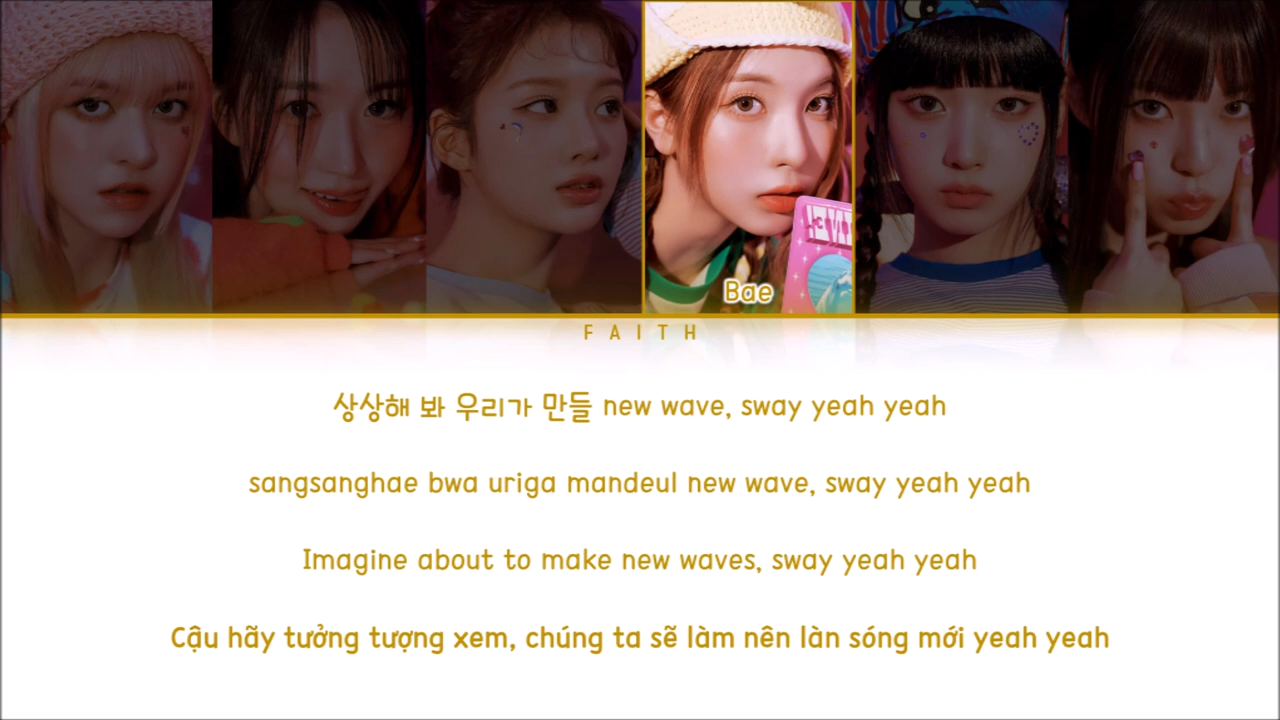 Bae
FAITH
상상해 봐 우리가 만들 new wave, sway yeah yeah
sangsanghae bwa uriga mandeul new wave, sway yeah yeah
Imagine about to make new waves, sway yeah yeah
Cậu hãy tưởng tượng xem, chúng ta sẽ làm nên làn sóng mới yeah yeah